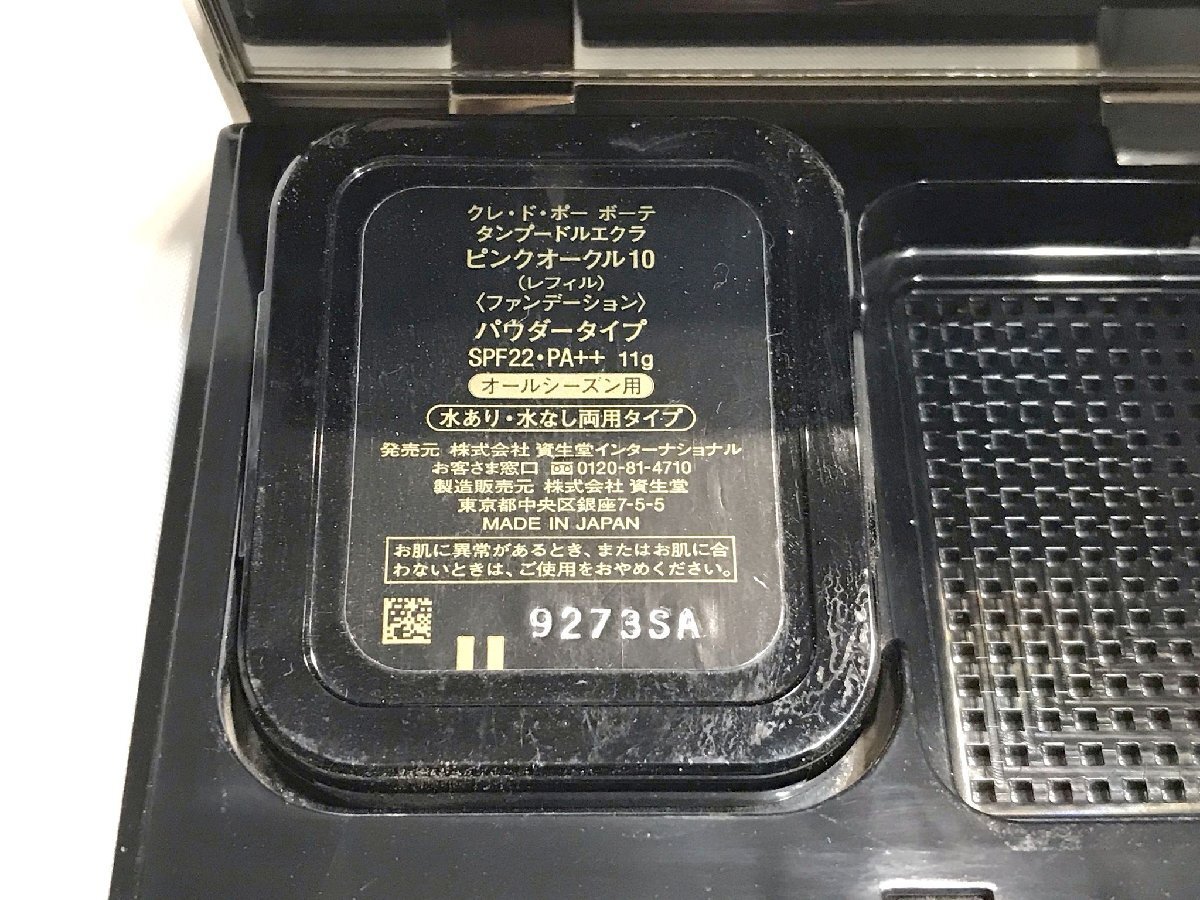 クレ・ド・ポー ボーテ
タンプードルエクラ
ピンクオークル10
(レフィル)
〈ファンデーション〉
パウダータイプ
SPF22・PA++ 11g
オールシーズン用
水あり・水なし両用タイプ
発売元 株式会社 資生堂インターナショナル
お客さま窓口 0120-81-4710
製造販売元 株式会社 資生堂
東京都中央区銀座7-5-5
MADE IN JAPAN
お肌に異常があるとき、またはお肌に合
わないときは、ご使用をおやめください。
9273SA